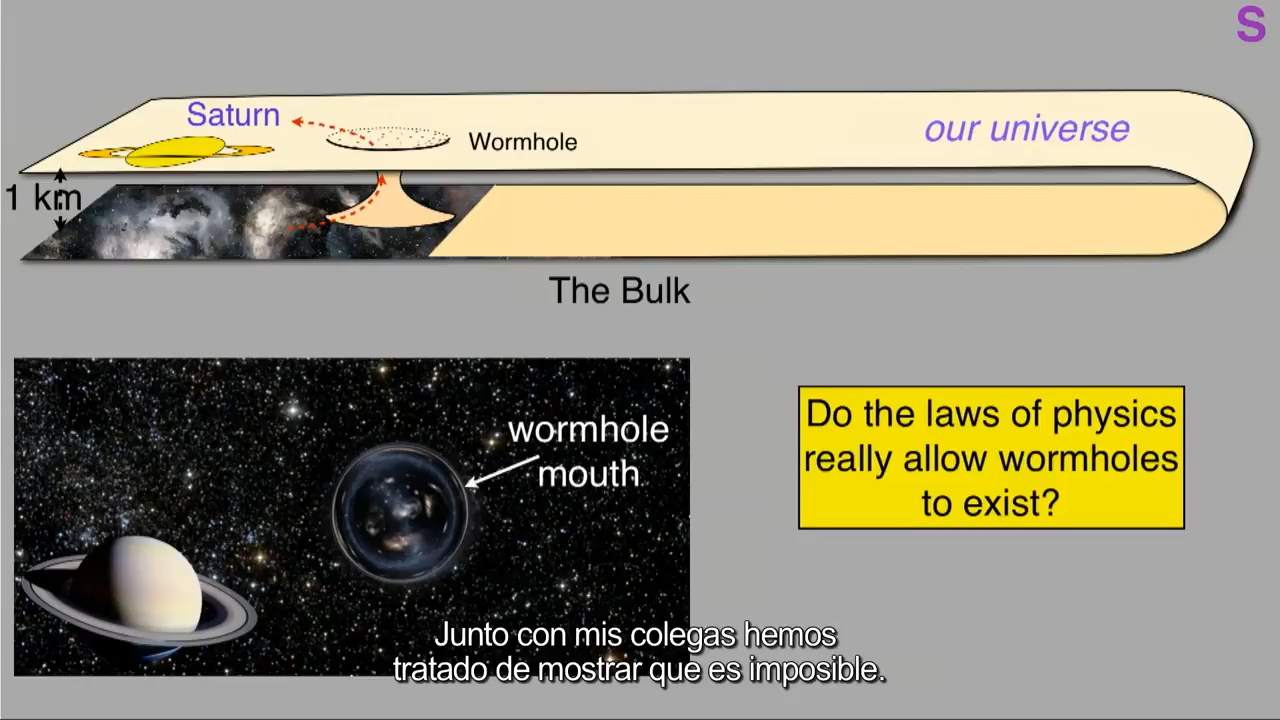 S
Saturn
Wormhole
our universe
1 km
The Bulk
wormhole
mouth
Do the laws of physics
really allow wormholes
to exist?
Junto con mis colegas hemos
tratado de mostrar que es imposible.